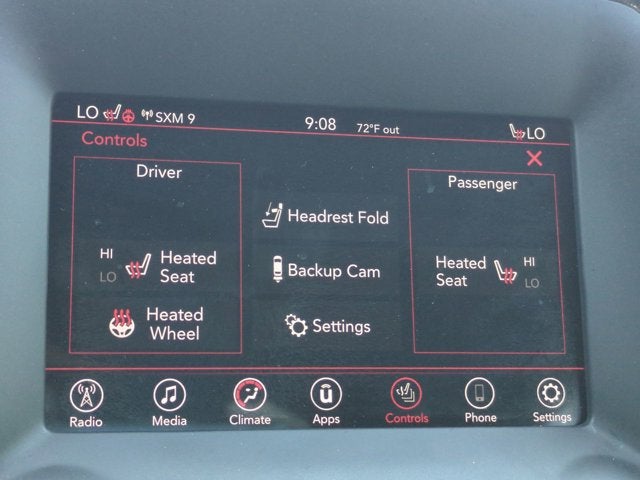 LO SXM 9 9:08 72°F out LO
Controls
Driver
HI
LO
Heated
Seat
Heated
Wheel
Headrest Fold
Backup Cam
Settings
Passenger
Heated
Seat
HI
LO
Radio Media Climate Apps Controls Phone Settings